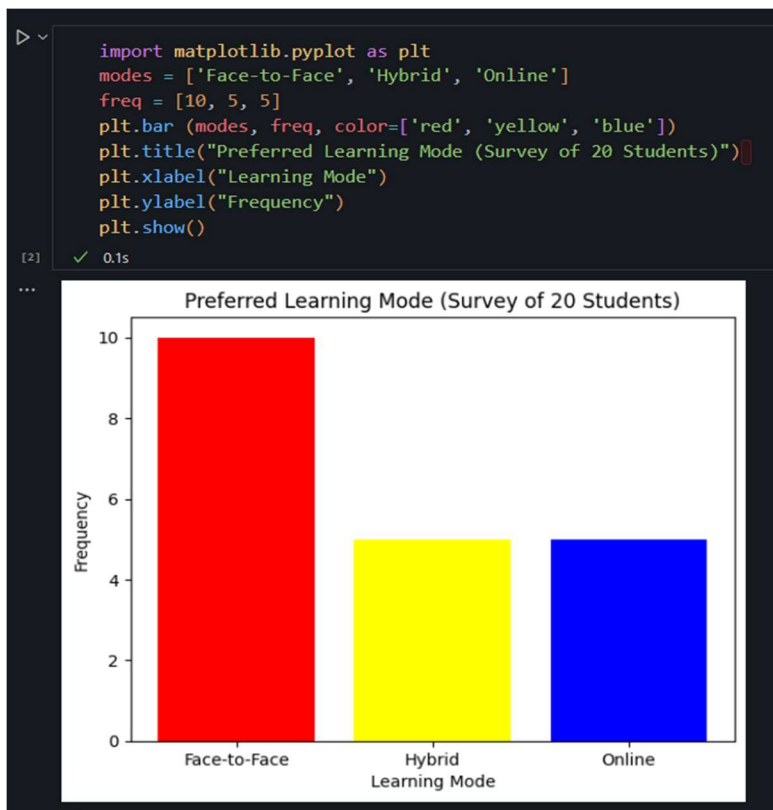 import matplotlib.pyplot as plt
modes = ['Face-to-Face', 'Hybrid', 'Online']
freq = [10, 5, 5]
plt.bar (modes, freq, color=['red', 'yellow', 'blue'])
plt.title("Preferred Learning Mode (Survey of 20 Students)")
plt.xlabel("Learning Mode")
plt.ylabel("Frequency")
plt.show()
[2] ✓ 0.1s
...
Preferred Learning Mode (Survey of 20 Students)
10
8
6
4
2
0
Frequency
Face-to-Face Hybrid Online
Learning Mode